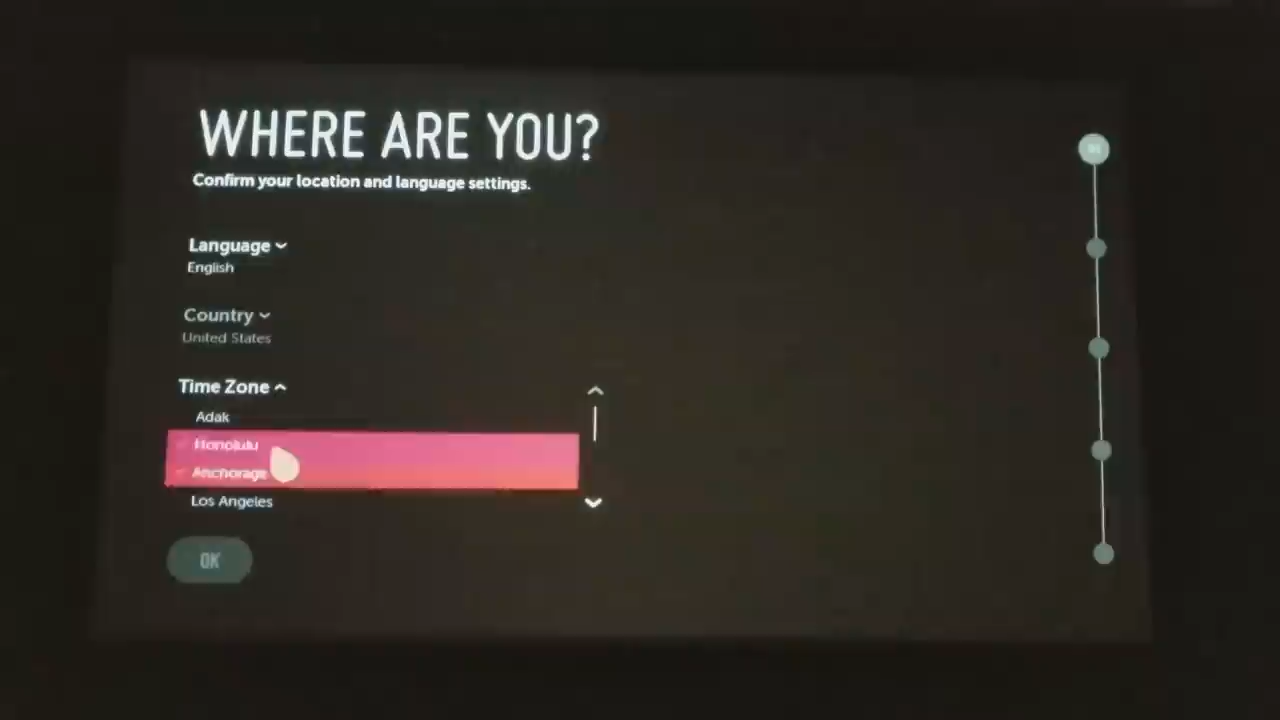 WHERE ARE YOU?
Confirm your location and language settings.
Language
English
Country
United States
Time Zone
Adak
Honolulu
Anchorage
Los Angeles
OK